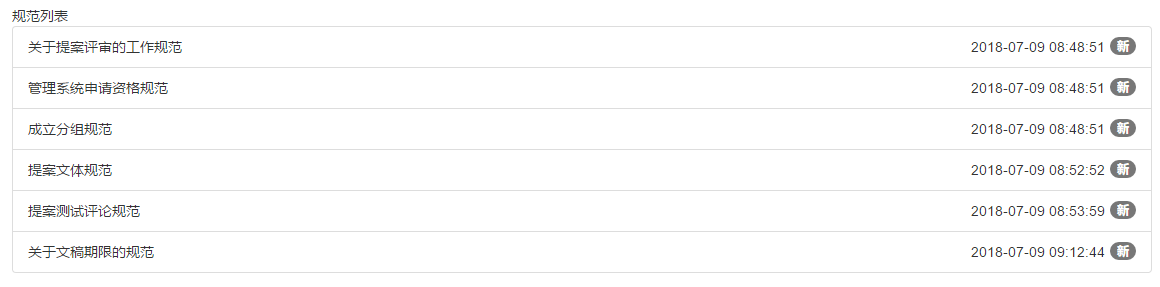 规范列表
关于提案评审的工作规范 2018-07-09 08:48:51 新
管理系统申请资格规范 2018-07-09 08:48:51 新
成立分组规范 2018-07-09 08:48:51 新
提案文体规范 2018-07-09 08:52:52 新
提案测试评论规范 2018-07-09 08:53:59 新
关于文稿期限的规范 2018-07-09 09:12:44 新